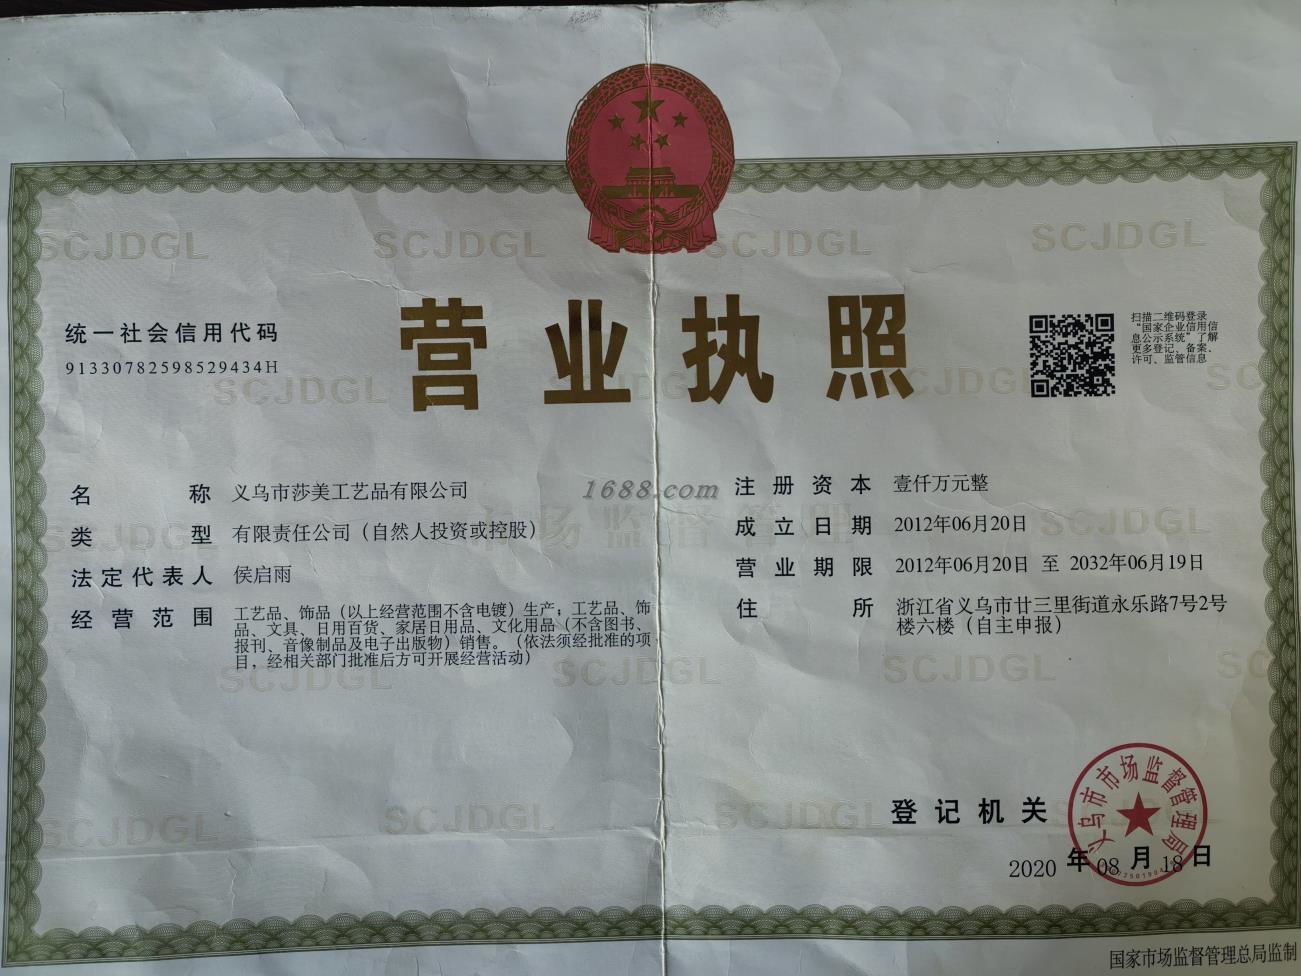 营业执照
统一社会信用代码
91330782598529434H
扫描二维码登录
“国家企业信用信
息公示系统”了解
更多登记、备案、
许可、监管信息
名称 义乌市莎美工艺品有限公司
类型 有限责任公司（自然人投资或控股）
法定代表人 侯启雨
经营范围 工艺品、饰品（以上经营范围不含电镀）生产；工艺品、饰
品、文具、日用百货、家居日用品、文化用品（不含图书、
报刊、音像制品及电子出版物）销售。（依法须经批准的项
目，经相关部门批准后方可开展经营活动）
1688.com
注册资本 壹仟万元整
成立日期 2012年06月20日
营业期限 2012年06月20日 至 2032年06月19日
住所 浙江省义乌市廿三里街道永乐路7号2号
楼六楼（自主申报）
市场监督管理
SCJDGL
登记机关
义乌市市场监督管理局
2020 年 08 月 18 日
国家市场监督管理总局监制